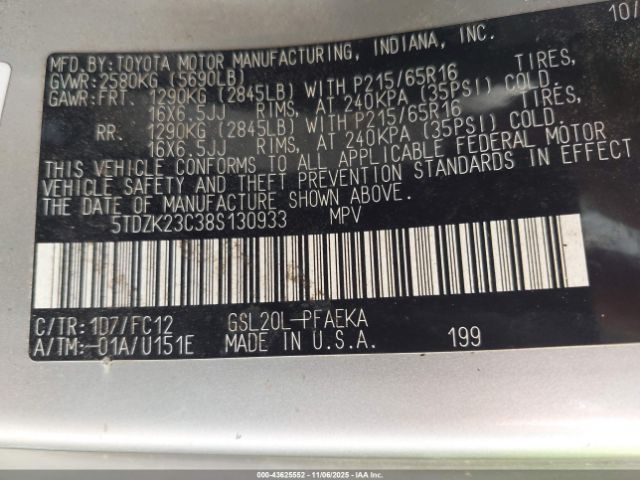 10/
MFD.BY:TOYOTA MOTOR MANUFACTURING, INDIANA, INC.
GVWR:2580KG (5690LB)
GAWR:FRT. 1290KG (2845LB) WITH P215/65R16 TIRES,
16X6.5JJ RIMS, AT 240KPA (35PSI) COLD.
RR. 1290KG (2845LB) WITH P215/65R16 TIRES,
16X6.5JJ RIMS, AT 240KPA (35PSI) COLD.
THIS VEHICLE CONFORMS TO ALL APPLICABLE FEDERAL MOTOR
VEHICLE SAFETY AND THEFT PREVENTION STANDARDS IN EFFECT
THE DATE OF MANUFACTURE SHOWN ABOVE.
5TDZK23C38S130933 MPV
C/TR:1D7/FC12 GSL20L-PFAEKA
A/TM:-01A/U151E MADE IN U.S.A. 199
000-43625552 - 11/06/2025 - IAA Corp.